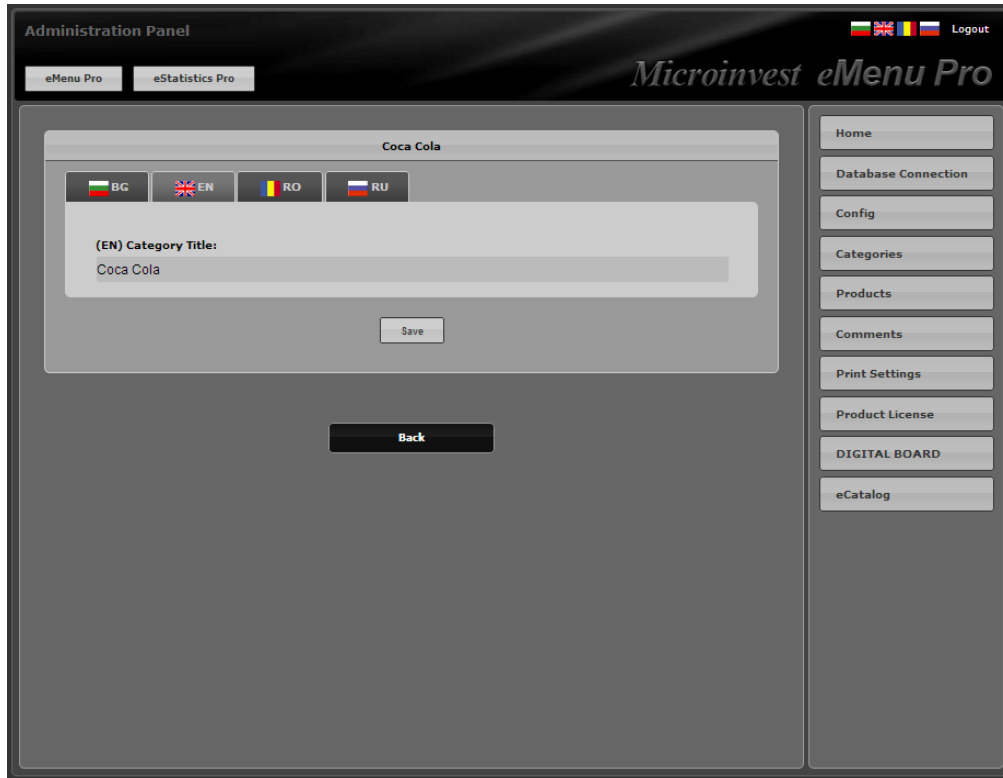 Administration Panel
Logout
eMenu Pro
eStatistics Pro
Microinvest eMenu Pro
Coca Cola
BG
EN
RO
RU
(EN) Category Title:
Coca Cola
Save
Back
Home
Database Connection
Config
Categories
Products
Comments
Print Settings
Product License
DIGITAL BOARD
eCatalog